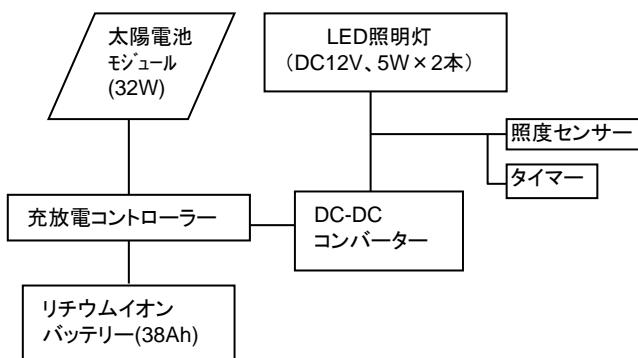 太陽電池
ﾓｼﾞｭール
(32W)
LED照明灯
（DC12V、5W×2本）
照度センサー
タイマー
充放電コントローラー
DC-DC
コンバーター
リチウムイオン
バッテリー(38Ah)